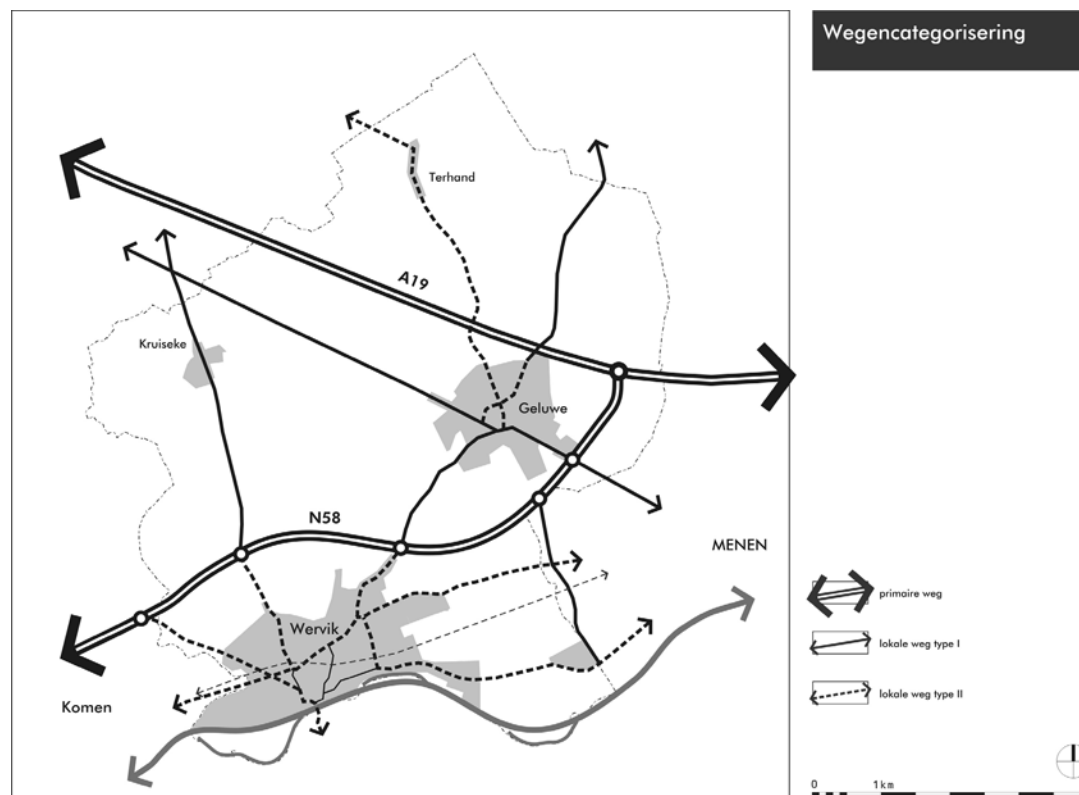 Wegencategorisering
Terhand
A19
Kruiseke
Geluwe
N58
MENEN
Wervik
Komen
primaire weg
lokale weg type I
lokale weg type II
0 1km